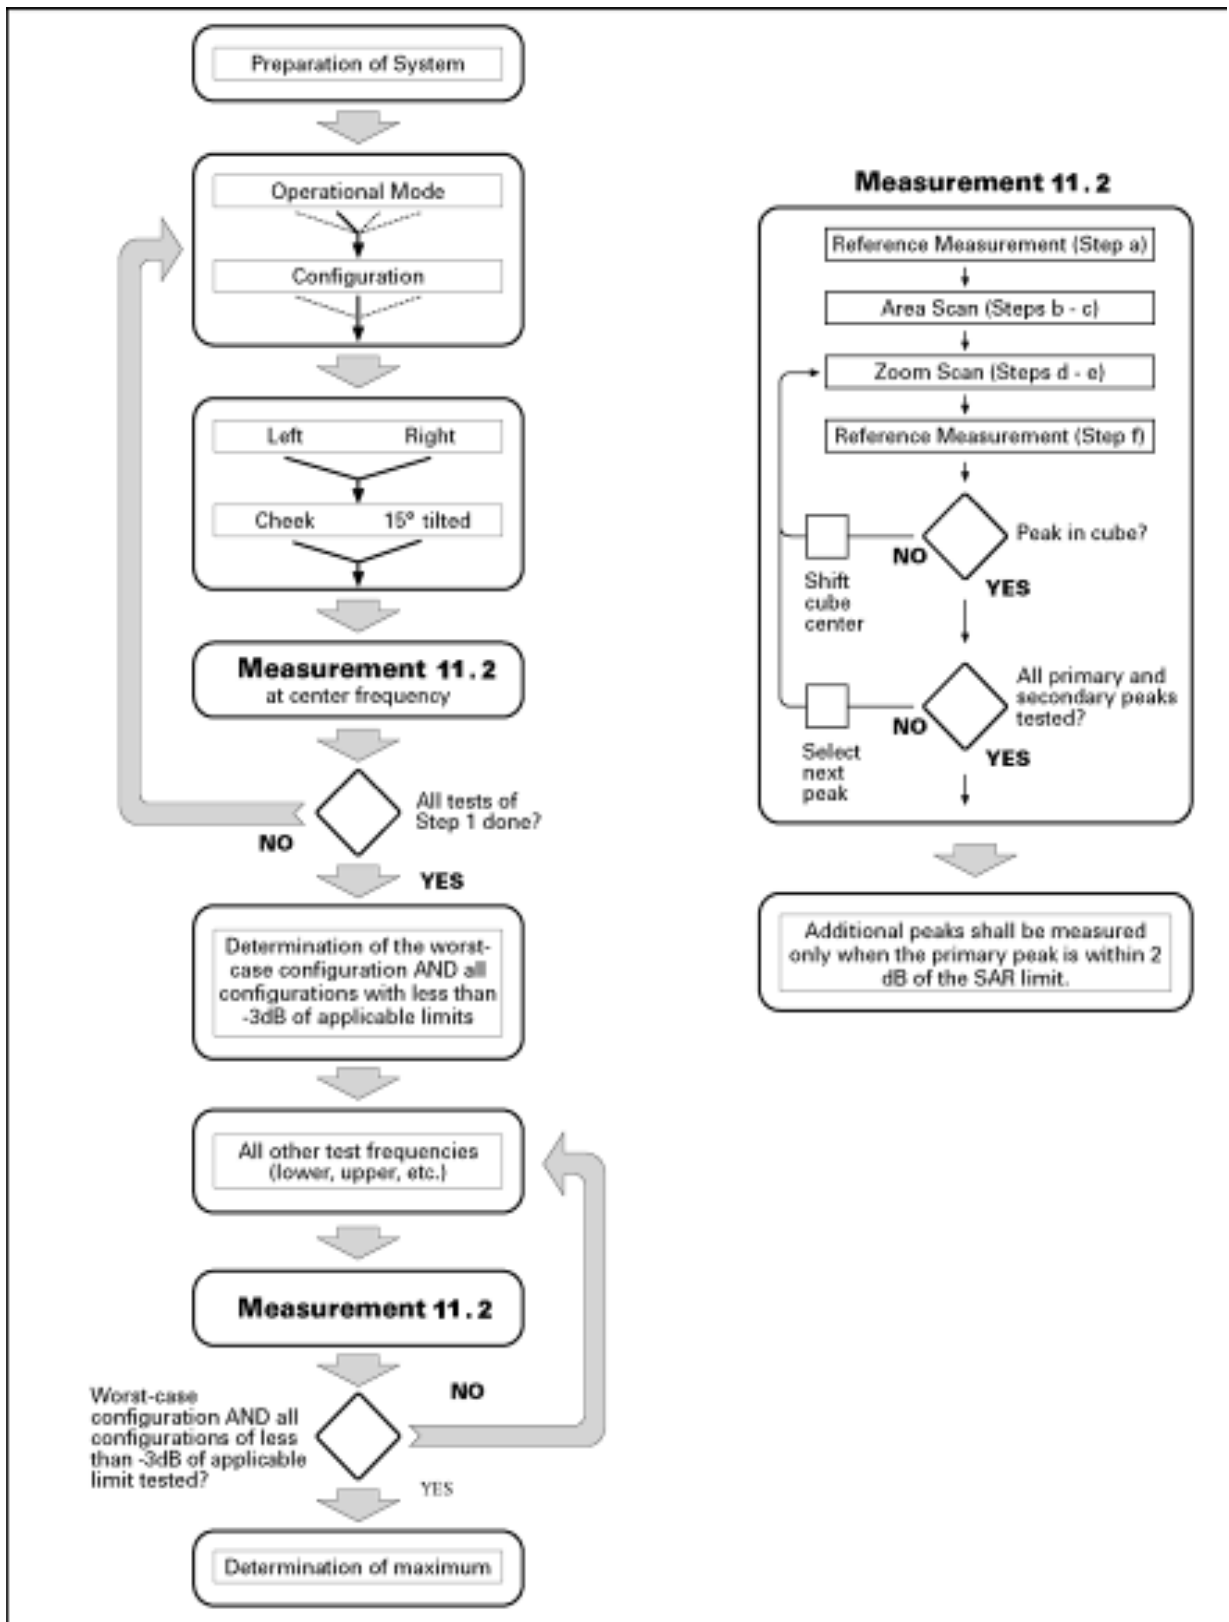 Preparation of System
Operational Mode
Configuration
Left Right
Cheek 15° tilted
Measurement 11.2
at center frequency
All tests of
Step 1 done?
NO
YES
Determination of the worst-
case configuration AND all
configurations with less than
-3dB of applicable limits
All other test frequencies
(lower, upper, etc.)
Measurement 11.2
NO
Worst-case
configuration AND all
configurations of less
than -3dB of applicable
limit tested?
YES
Determination of maximum
Measurement 11.2
Reference Measurement (Step a)
Area Scan (Steps b - c)
Zoom Scan (Steps d - e)
Reference Measurement (Step f)
Peak in cube?
NO
Shift
cube
center
YES
All primary and
secondary peaks
tested?
NO
Select
next
peak
YES
Additional peaks shall be measured
only when the primary peak is within 2
dB of the SAR limit.